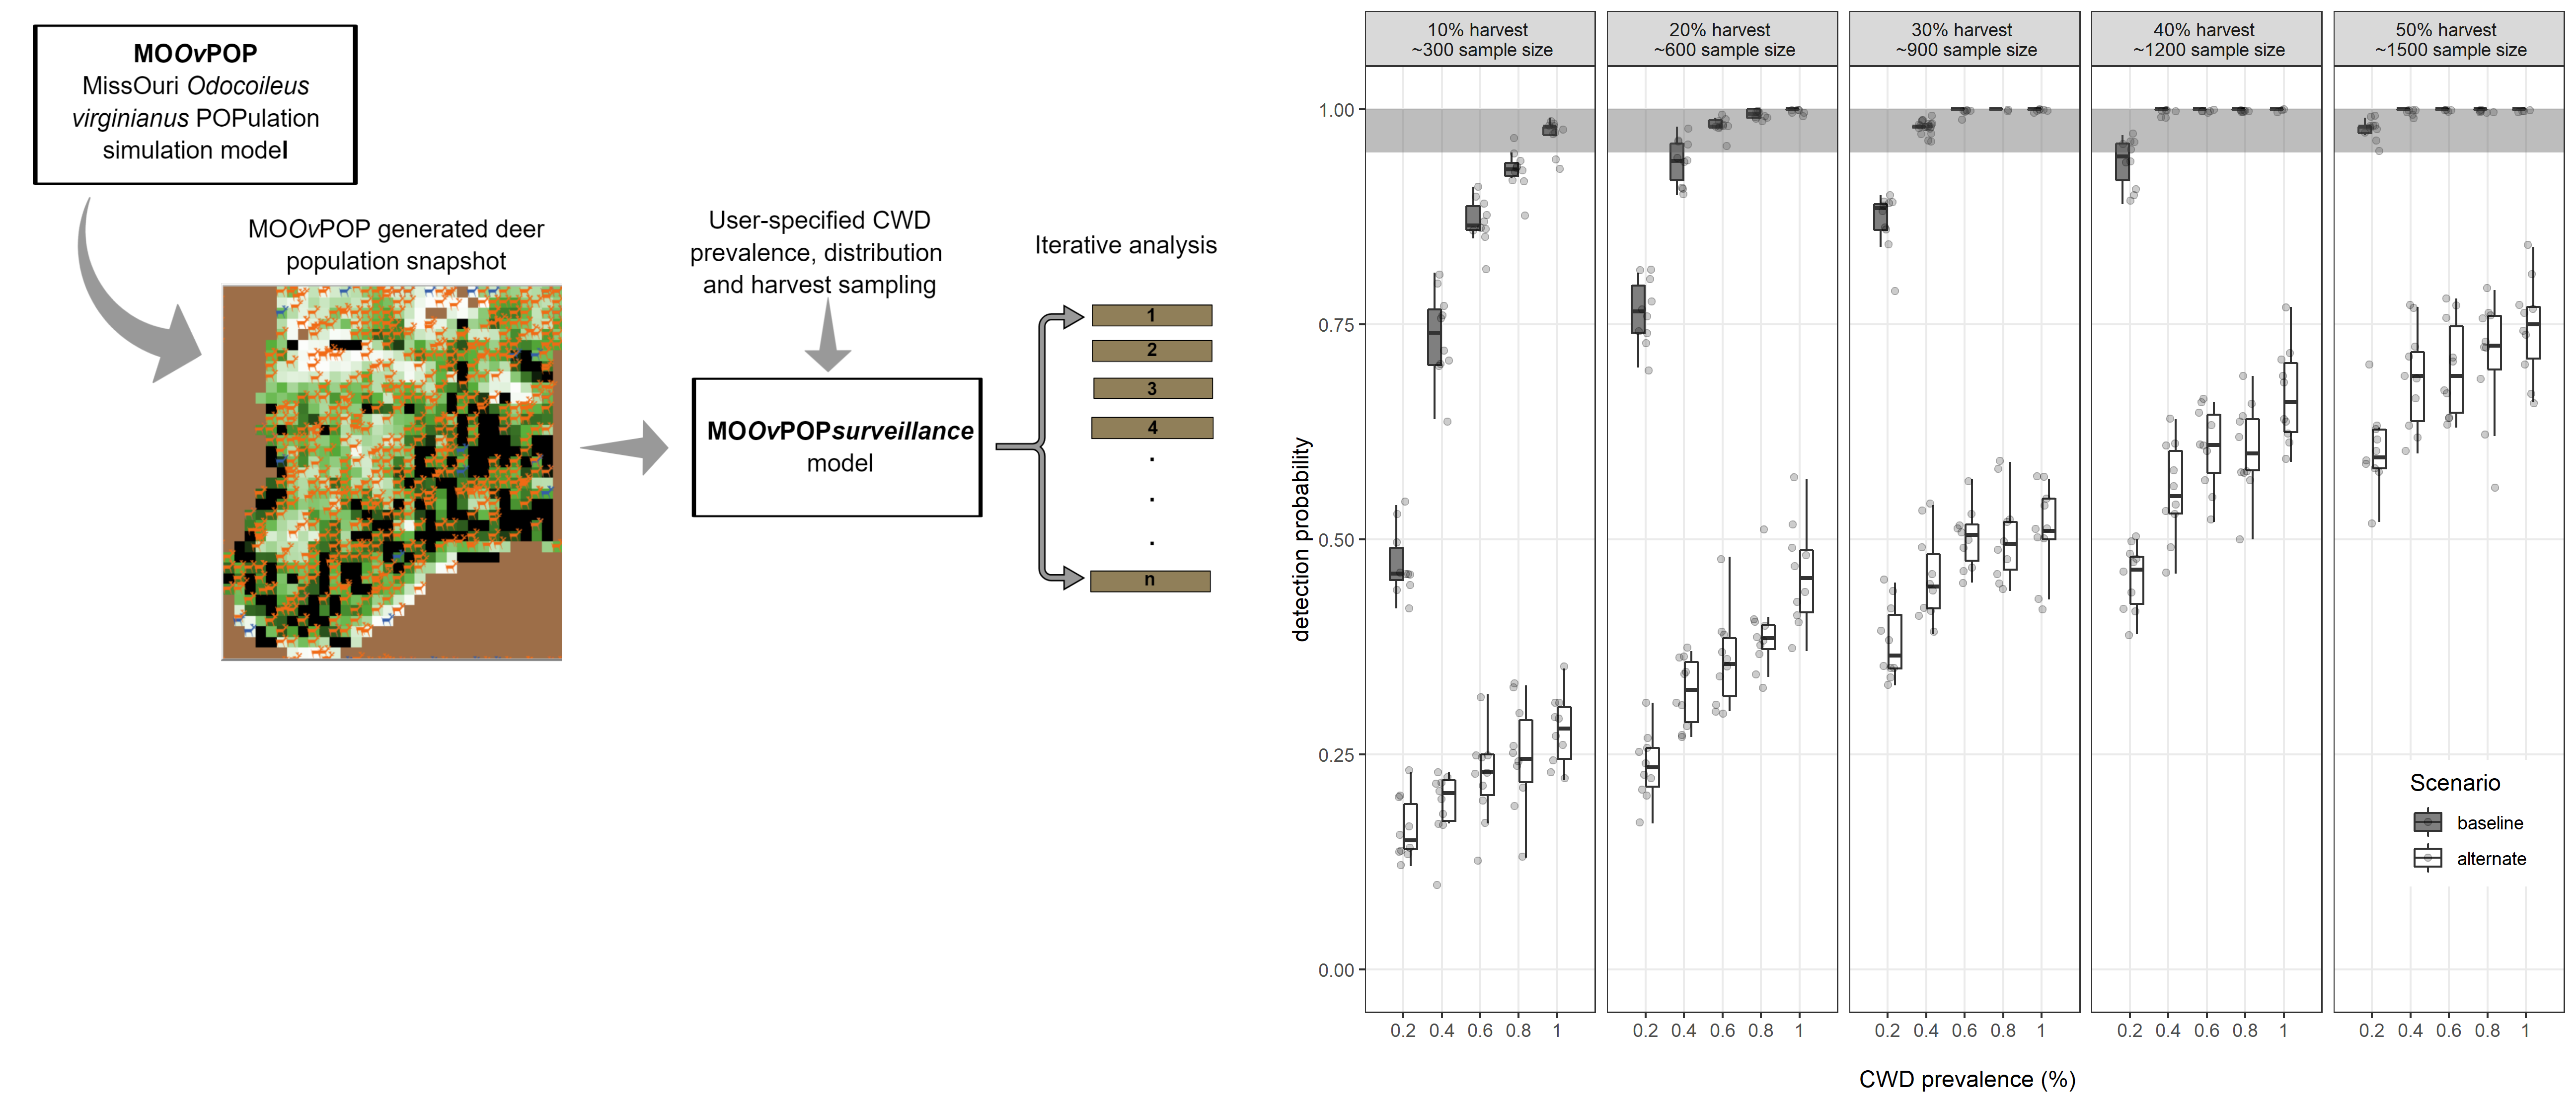 MOOvPOP
MissOuri Odocoileus
virginianus POPulation
simulation model
MOOvPOP generated deer
population snapshot
User-specified CWD
prevalence, distribution
and harvest sampling
MOOvPOPsurveillance
model
Iterative analysis
1
2
3
4
.
.
.
n
10% harvest
~300 sample size
20% harvest
~600 sample size
30% harvest
~900 sample size
40% harvest
~1200 sample size
50% harvest
~1500 sample size
detection probability
1.00
0.75
0.50
0.25
0.00
Scenario
baseline
alternate
0.2 0.4 0.6 0.8 1
0.2 0.4 0.6 0.8 1
0.2 0.4 0.6 0.8 1
0.2 0.4 0.6 0.8 1
0.2 0.4 0.6 0.8 1
CWD prevalence (%)